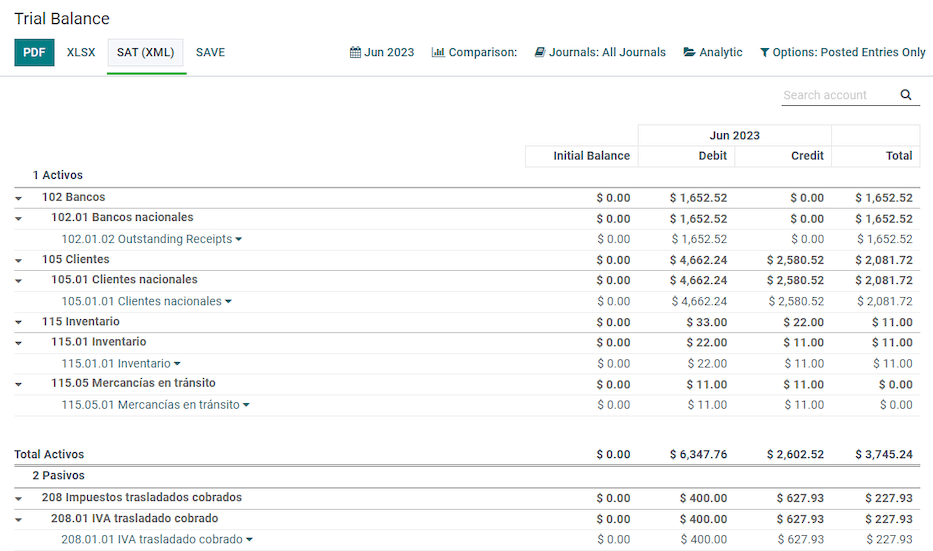 Trial Balance
PDF XLSX SAT (XML) SAVE Jun 2023 Comparison: Journals: All Journals Analytic Options: Posted Entries Only
Search account
Jun 2023
Initial Balance Debit Credit Total
1 Activos
102 Bancos $ 0.00 $ 1,652.52 $ 0.00 $ 1,652.52
102.01 Bancos nacionales $ 0.00 $ 1,652.52 $ 0.00 $ 1,652.52
102.01.02 Outstanding Receipts $ 0.00 $ 1,652.52 $ 0.00 $ 1,652.52
105 Clientes $ 0.00 $ 4,662.24 $ 2,580.52 $ 2,081.72
105.01 Clientes nacionales $ 0.00 $ 4,662.24 $ 2,580.52 $ 2,081.72
105.01.01 Clientes nacionales $ 0.00 $ 4,662.24 $ 2,580.52 $ 2,081.72
115 Inventario $ 0.00 $ 33.00 $ 22.00 $ 11.00
115.01 Inventario $ 0.00 $ 22.00 $ 11.00 $ 11.00
115.01.01 Inventario $ 0.00 $ 22.00 $ 11.00 $ 11.00
115.05 Mercancías en tránsito $ 0.00 $ 11.00 $ 11.00 $ 0.00
115.05.01 Mercancías en tránsito $ 0.00 $ 11.00 $ 11.00 $ 0.00
Total Activos $ 0.00 $ 6,347.76 $ 2,602.52 $ 3,745.24
2 Pasivos
208 Impuestos trasladados cobrados $ 0.00 $ 400.00 $ 627.93 $ 227.93
208.01 IVA trasladado cobrado $ 0.00 $ 400.00 $ 627.93 $ 227.93
208.01.01 IVA trasladado cobrado $ 0.00 $ 400.00 $ 627.93 $ 227.93